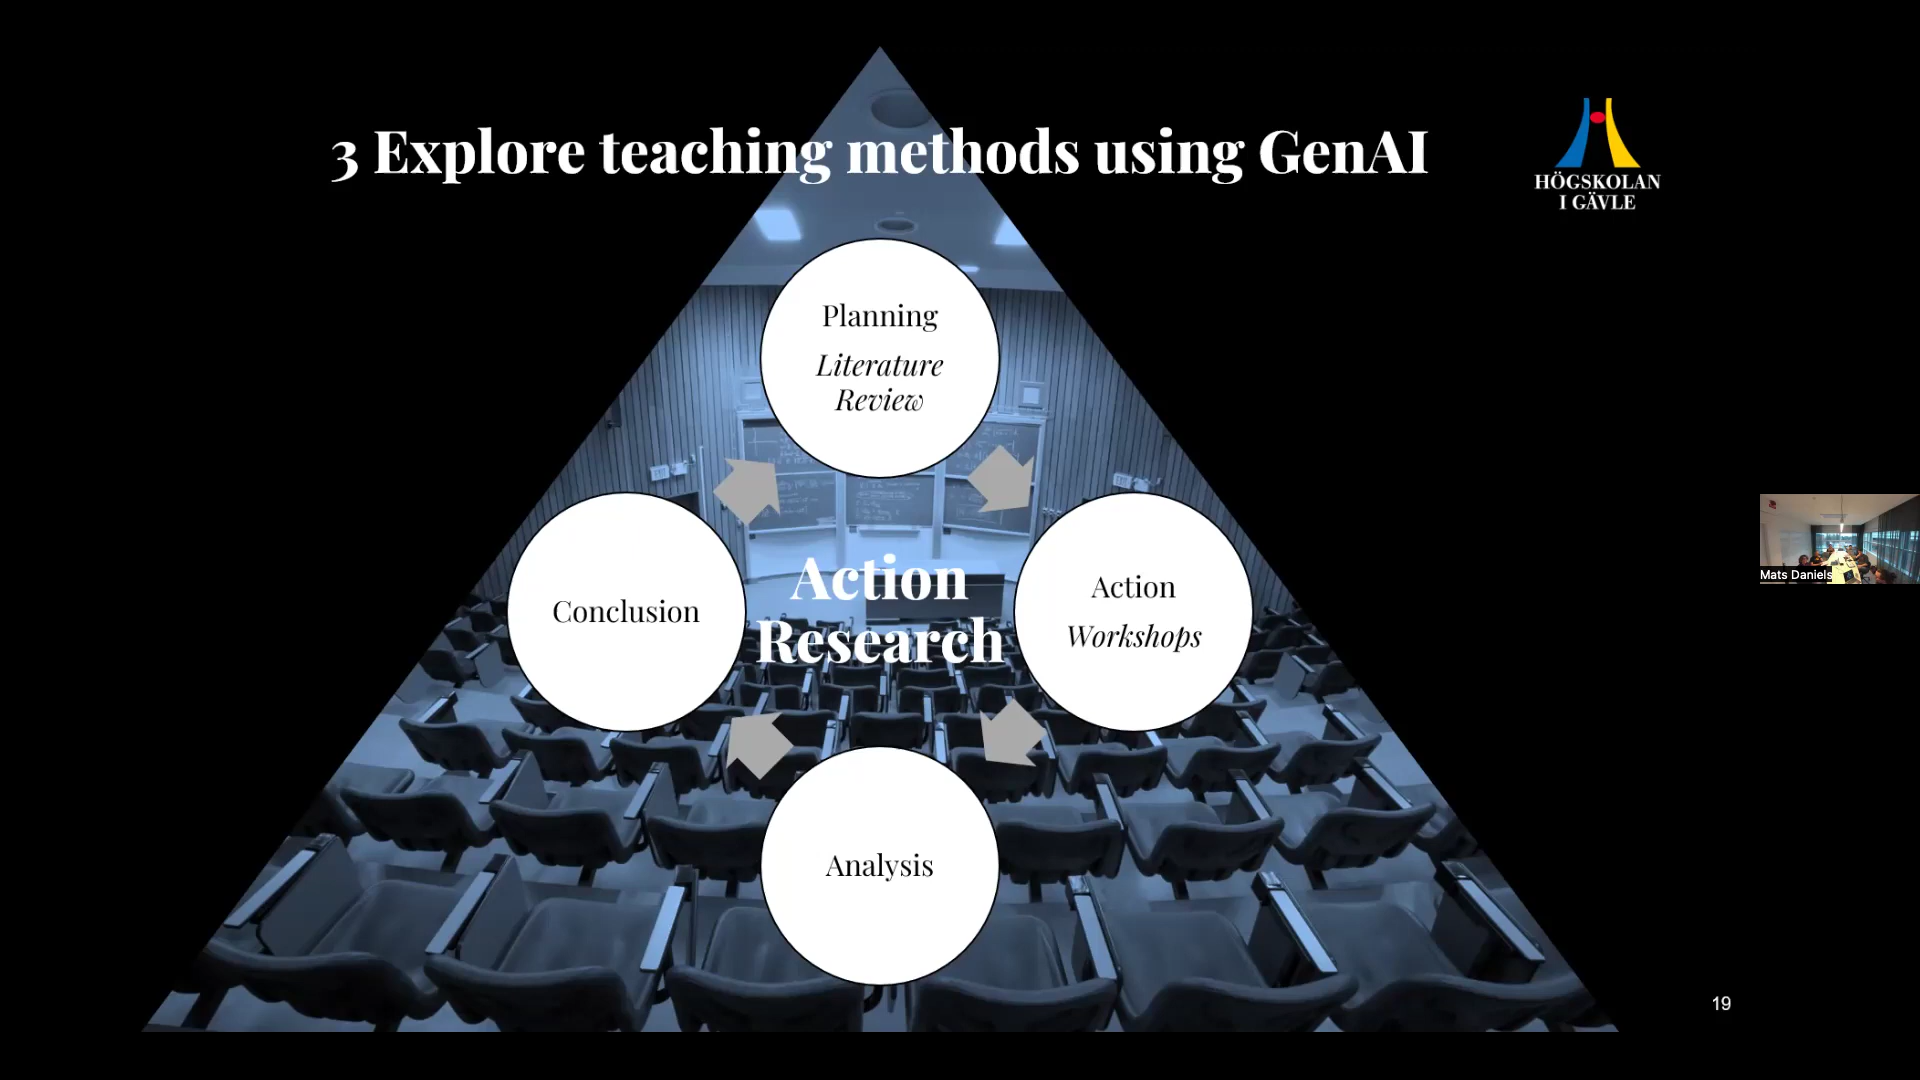 3 Explore teaching methods using GenAI
HÖGSKOLAN
I GÄVLE
Planning
Literature
Review
Conclusion
Action
Research
Action
Workshops
Analysis
Mats Daniels
19